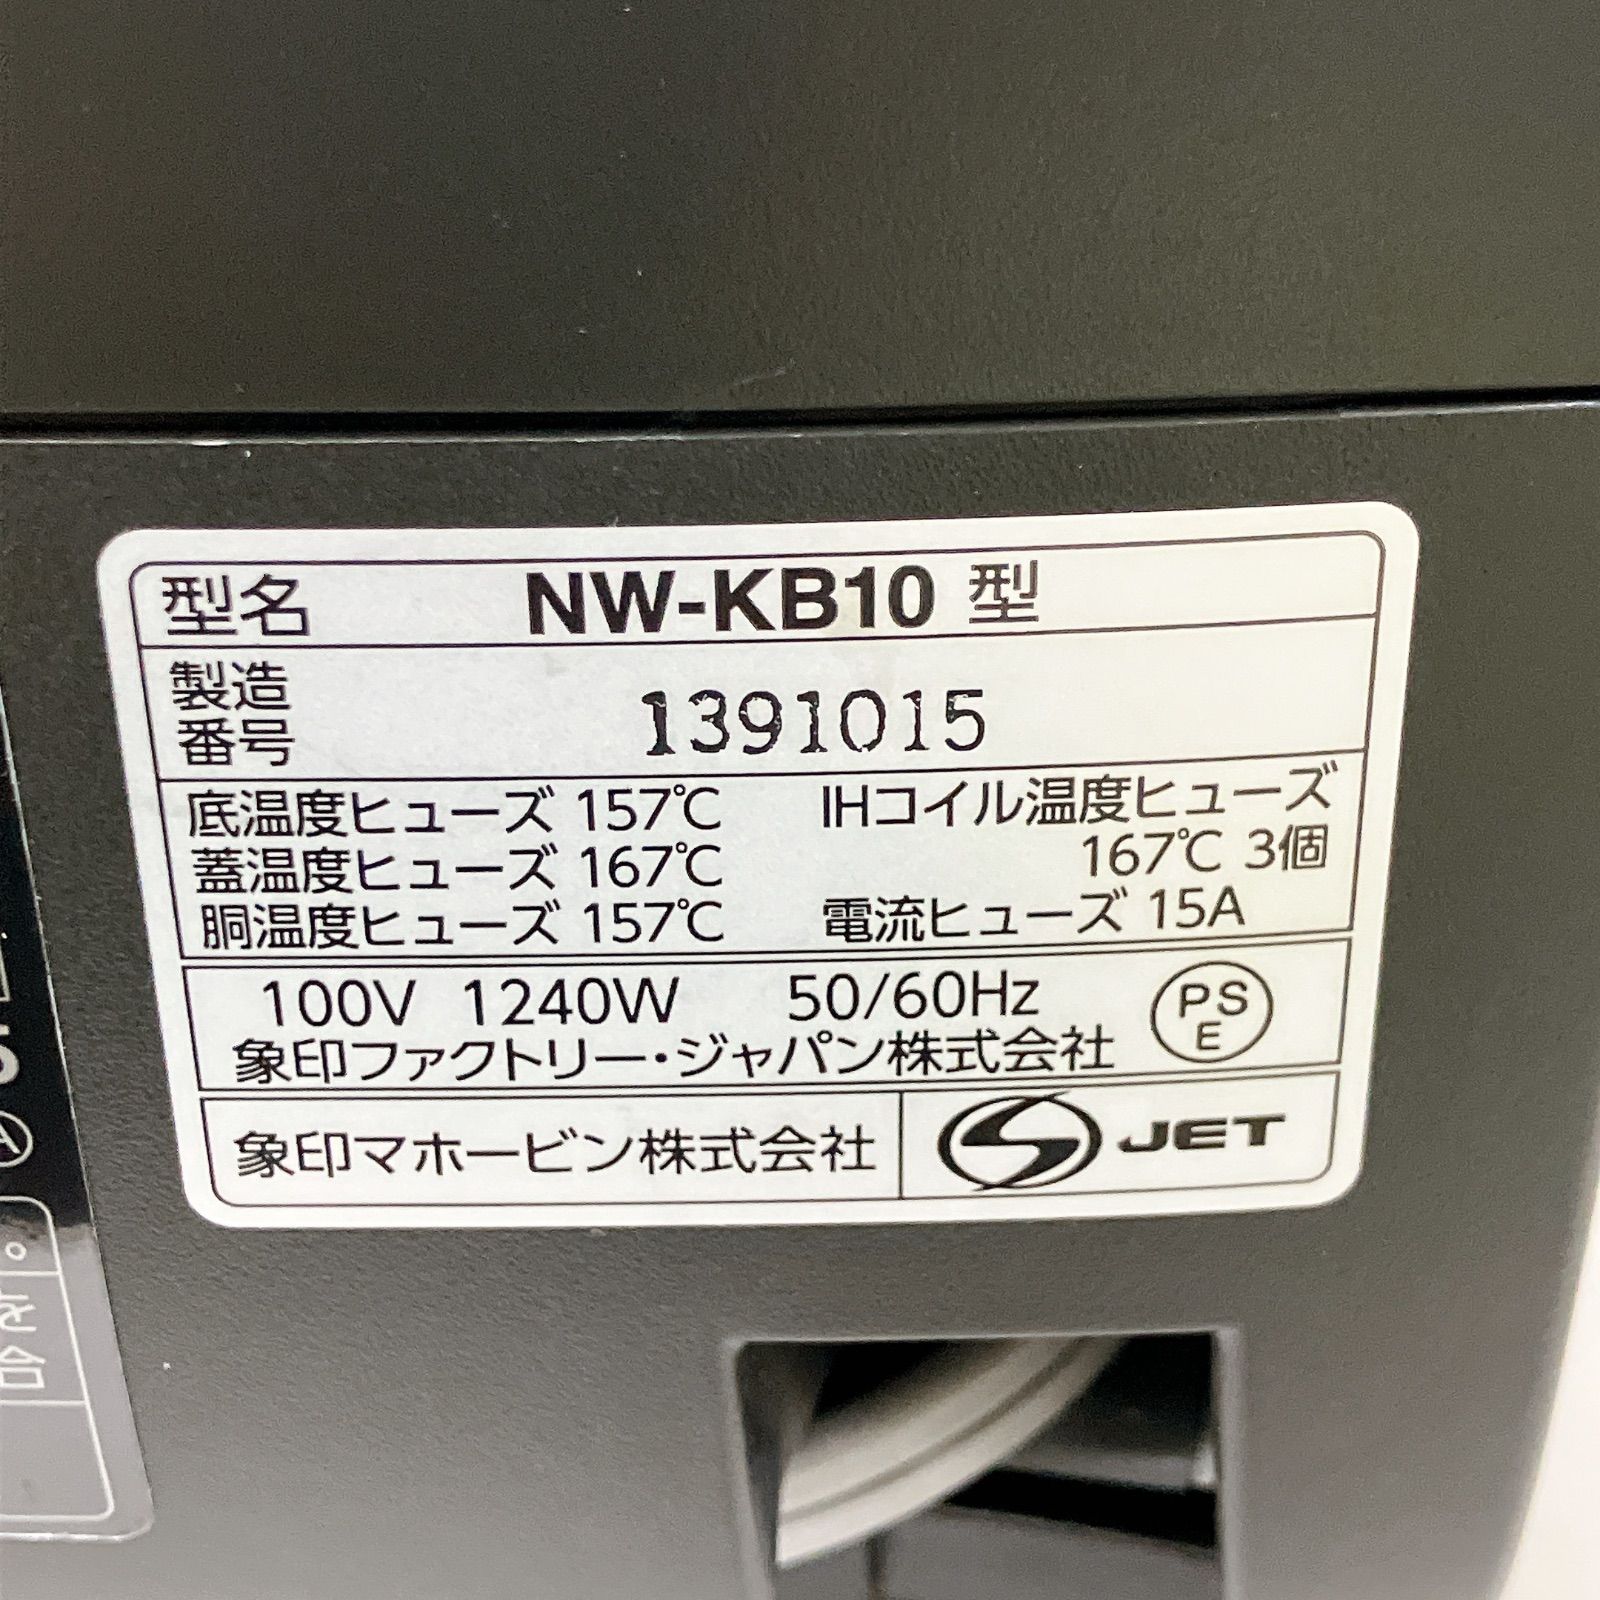 型名 NW-KB10 型
製造
番号 1391015
底温度ヒューズ 157℃
蓋温度ヒューズ 167℃
胴温度ヒューズ 157℃
IHコイル温度ヒューズ
167℃ 3個
電流ヒューズ 15A
100V 1240W 50/60Hz
象印ファクトリー・ジャパン株式会社
PS
E
象印マホービン株式会社
JET
5
A
。
を
合